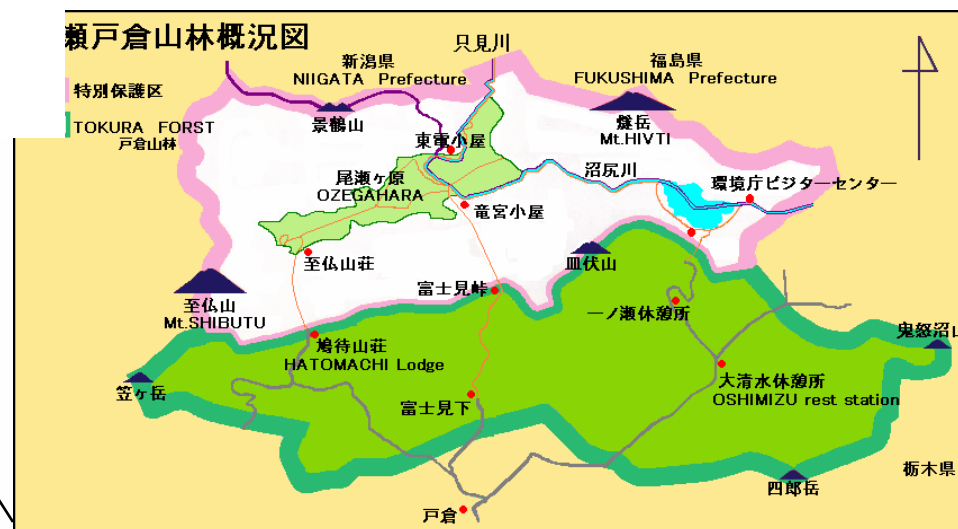 瀬戸倉山林概況図
只見川
新潟県
NIIGATA Prefecture
福島県
FUKUSHIMA Prefecture
特別保護区
TOKURA FORST
戸倉山林
景鶴山
燧岳
Mt.HIVTI
東電小屋
尾瀬ヶ原
OZEGAHARA
沼尻川
環境庁ビジターセンター
竜宮小屋
至仏山荘
皿伏山
至仏山
Mt.SHIBUTU
富士見峠
一ノ瀬休憩所
鬼怒沼山
鳩待山荘
HATOMACHI Lodge
笠ヶ岳
富士見下
大清水休憩所
OSHIMIZU rest station
栃木県
四郎岳
戸倉